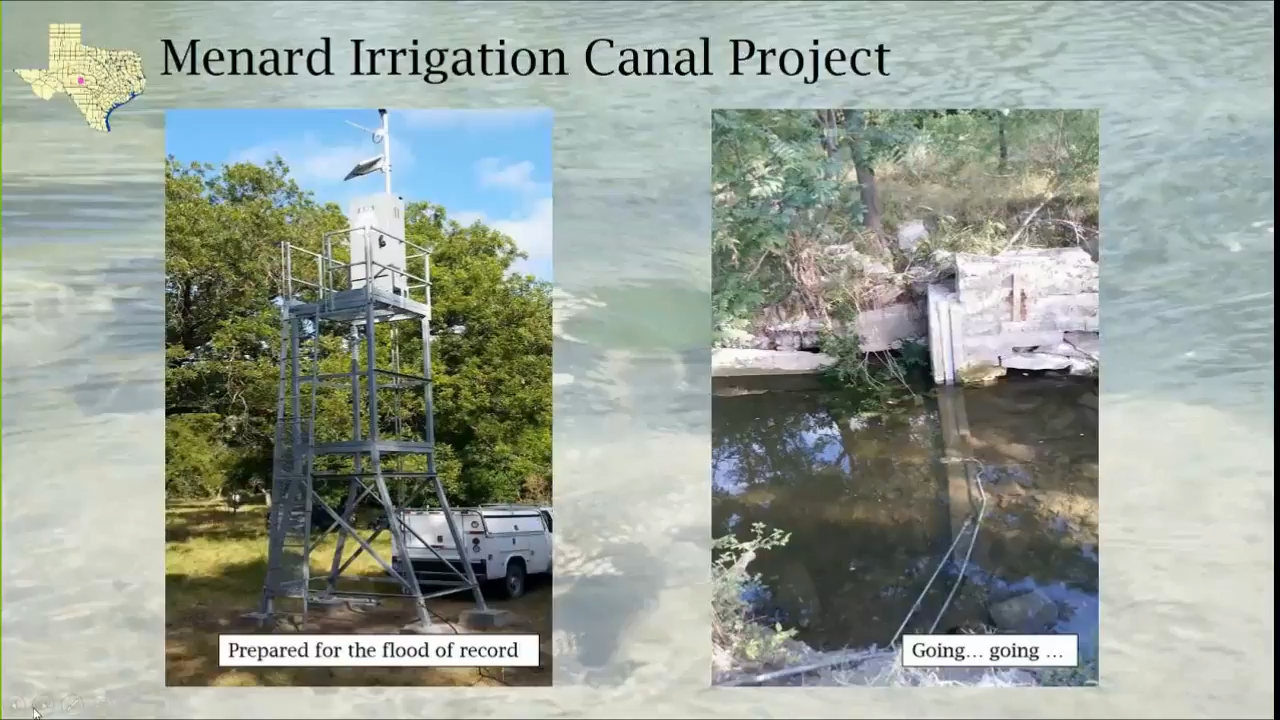 Menard Irrigation Canal Project
Prepared for the flood of record
Going... going ...